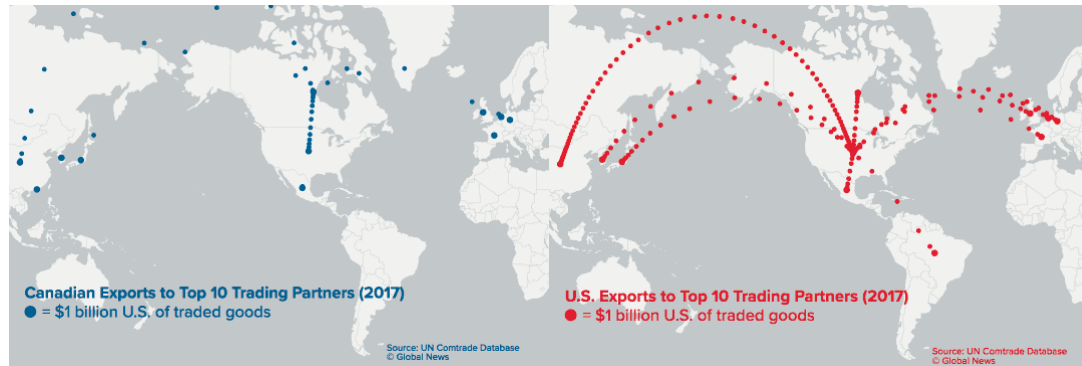 Canadian Exports to Top 10 Trading Partners (2017)
= $1 billion U.S. of traded goods
Source: UN Comtrade Database
© Global News
U.S. Exports to Top 10 Trading Partners (2017)
= $1 billion U.S. of traded goods
Source: UN Comtrade Database
© Global News